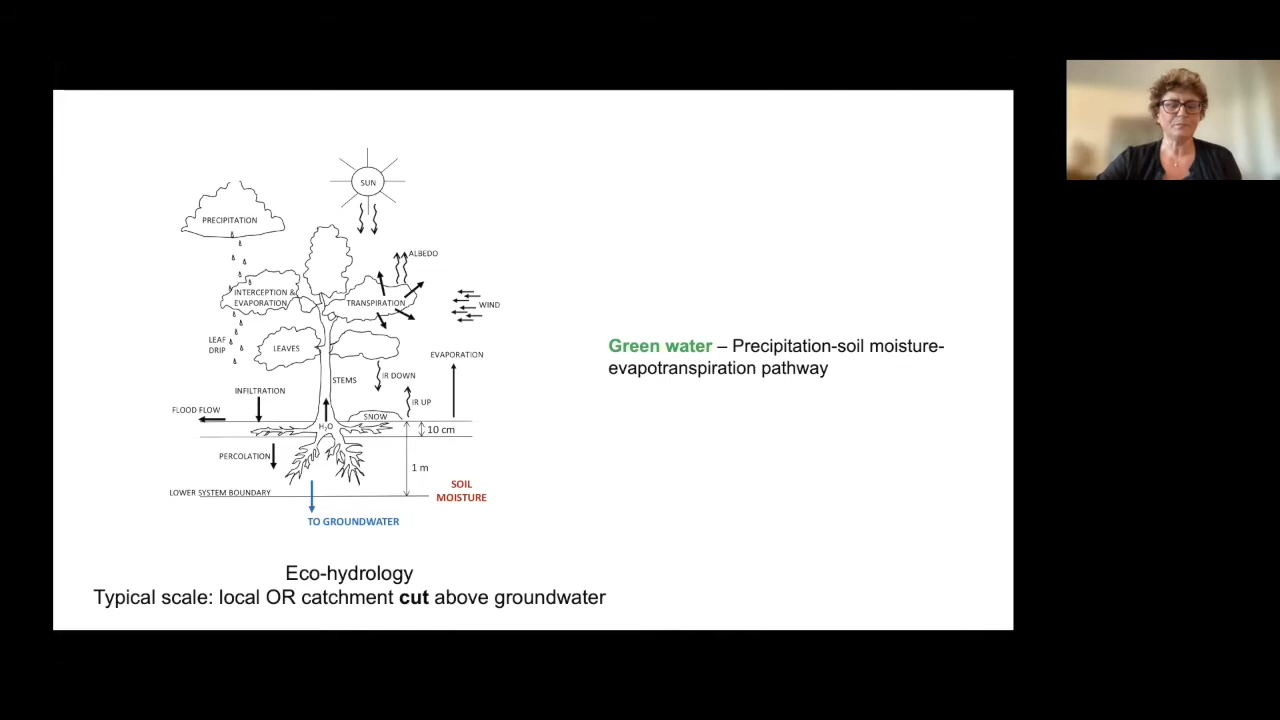 SUN
PRECIPITATION
ALBEDO
INTERCEPTION &
EVAPORATION
TRANSPIRATION
WIND
LEAF
DRIP
LEAVES
EVAPORATION
STEMS
IR DOWN
INFILTRATION
IR UP
FLOOD FLOW
SNOW
H₂O
10 cm
PERCOLATION
1 m
LOWER SYSTEM BOUNDARY
SOIL
MOISTURE
TO GROUNDWATER
Eco-hydrology
Typical scale: local OR catchment cut above groundwater
Green water – Precipitation-soil moisture-
evapotranspiration pathway